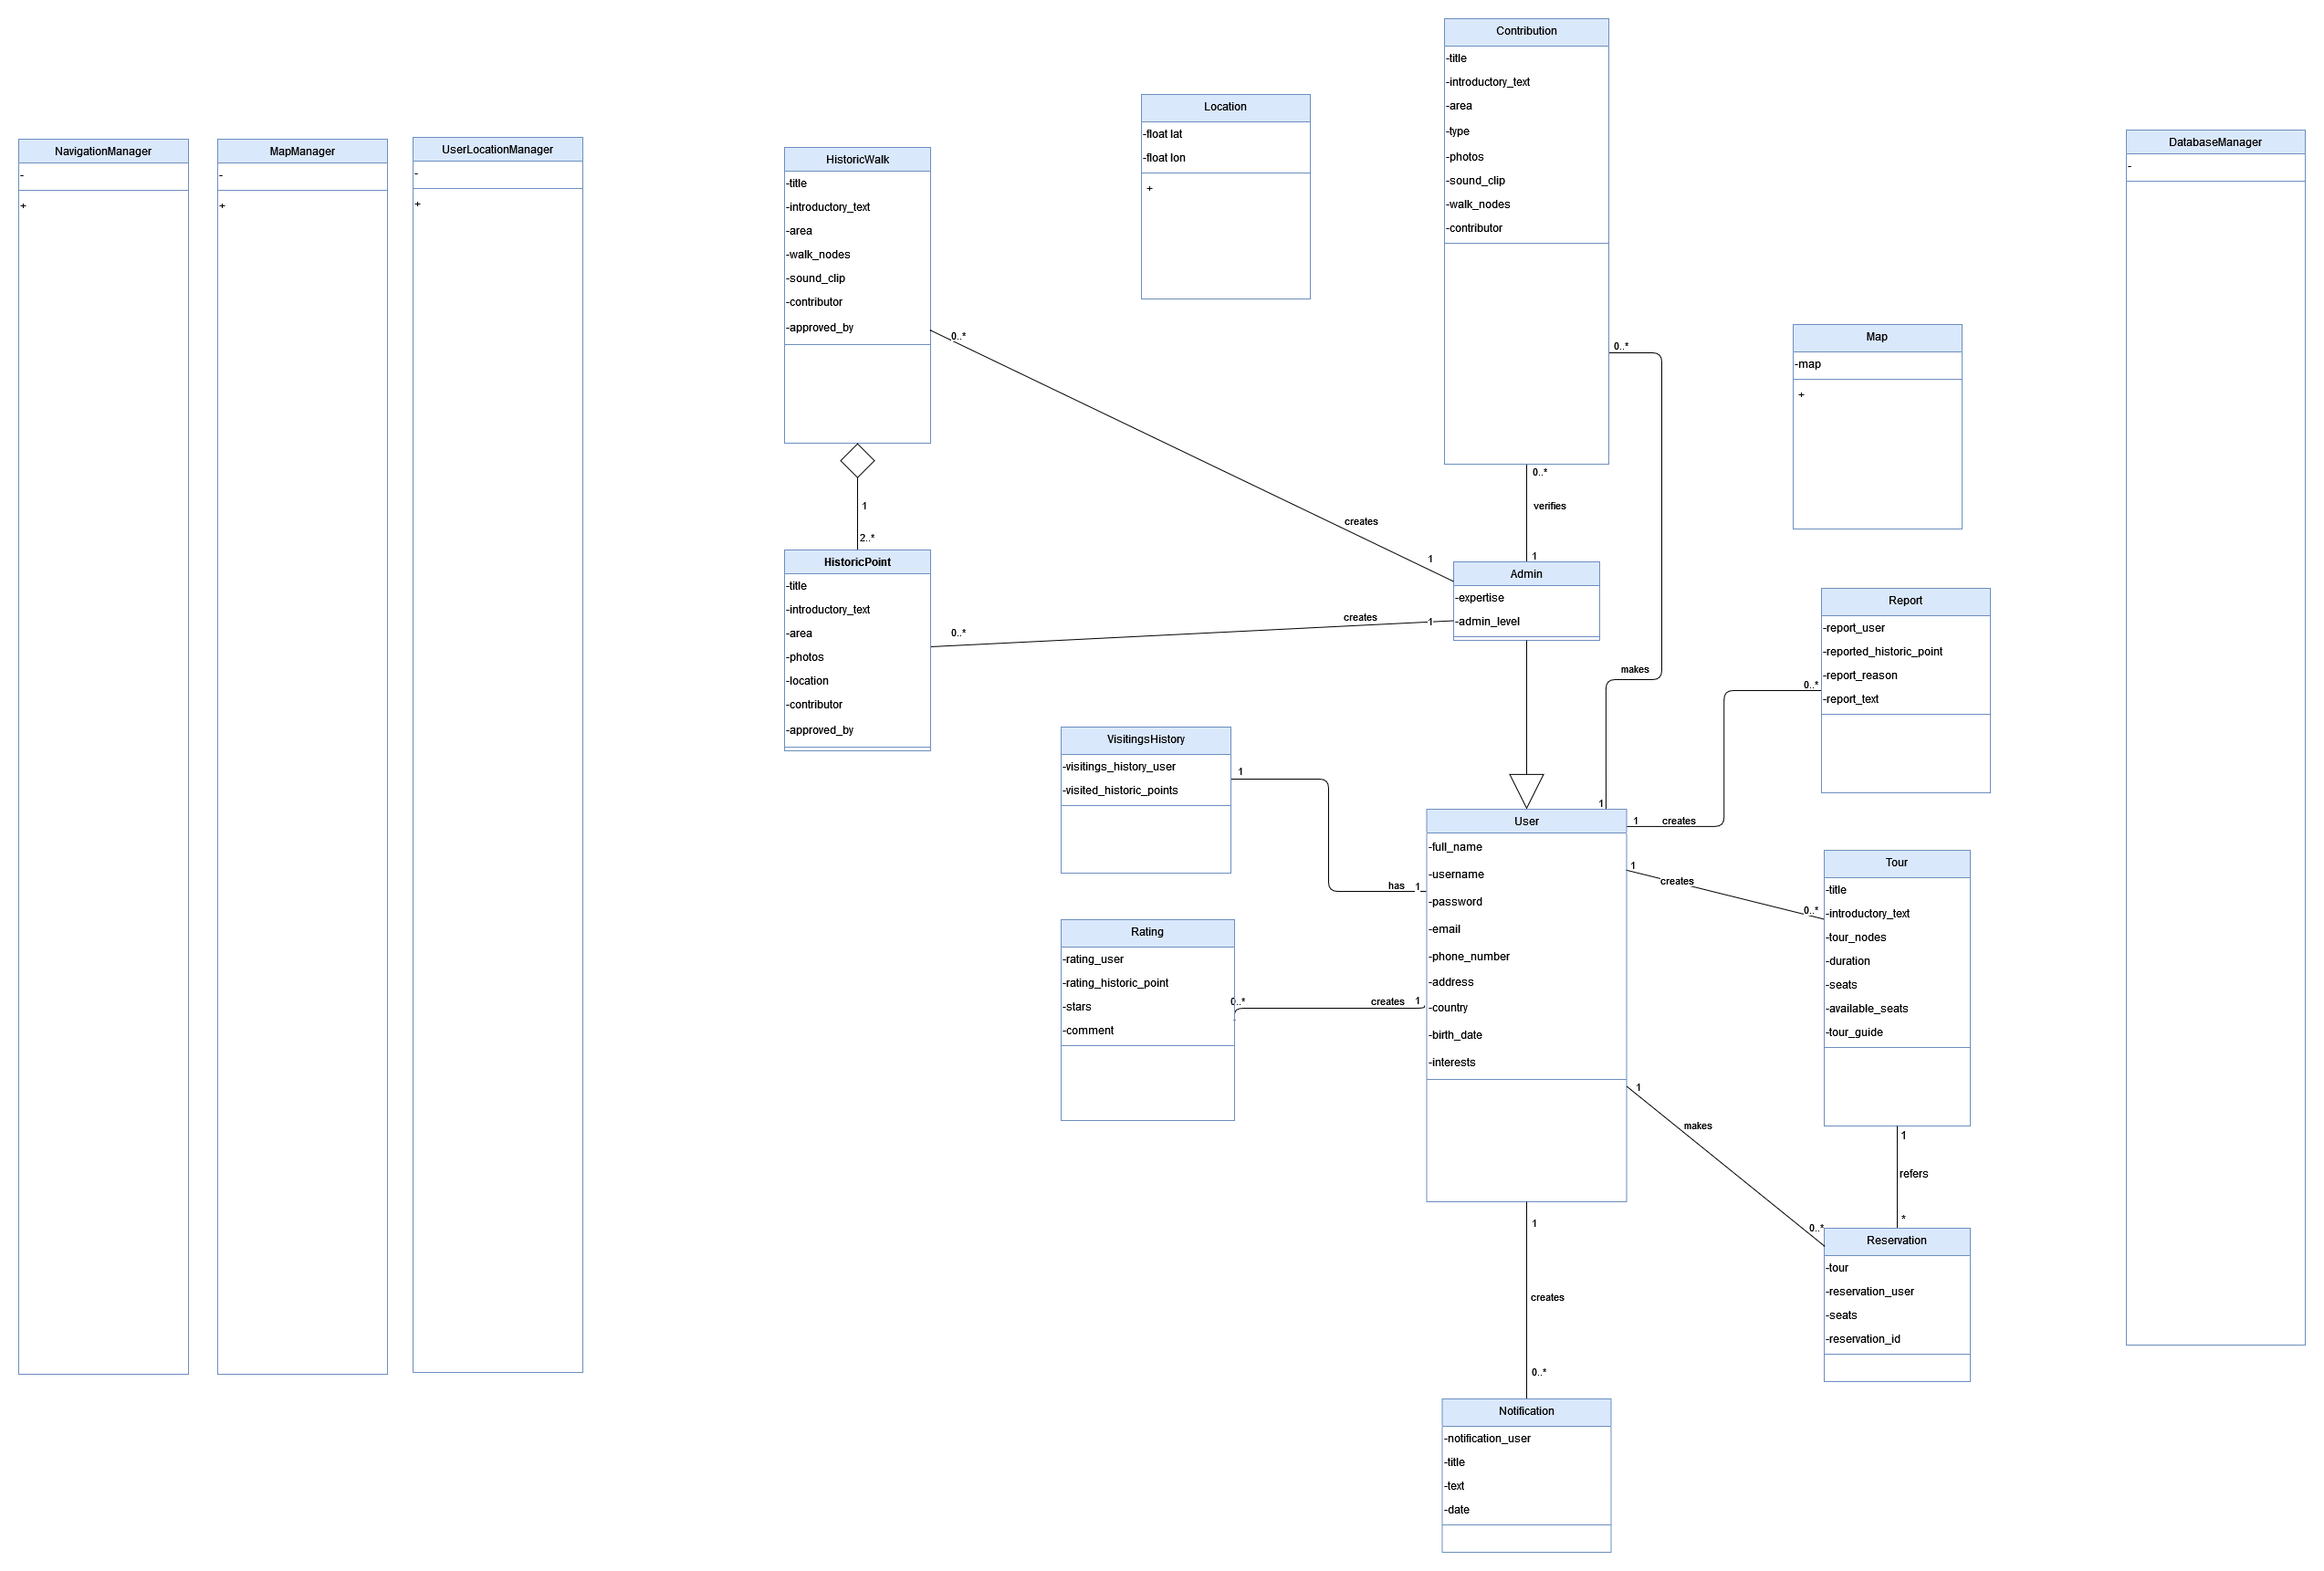 NavigationManager
-
+
MapManager
-
+
UserLocationManager
-
+
HistoricWalk
-title
-introductory_text
-area
-walk_nodes
-sound_clip
-contributor
-approved_by
1
2..*
HistoricPoint
-title
-introductory_text
-area
-photos
-location
-contributor
-approved_by
0..*
creates
1
0..*
creates
1
Location
-float lat
-float lon
+
Contribution
-title
-introductory_text
-area
-type
-photos
-sound_clip
-walk_nodes
-contributor
0..*
makes
1
0..*
verifies
1
Admin
-expertise
-admin_level
VisitingsHistory
-visitings_history_user
-visited_historic_points
1
has
1
Rating
-rating_user
-rating_historic_point
-stars
-comment
0..*
creates
1
User
-full_name
-username
-password
-email
-phone_number
-address
-country
-birth_date
-interests
1
creates
0..*
Notification
-notification_user
-title
-text
-date
Map
-map
+
Report
-report_user
-reported_historic_point
-report_reason
-report_text
0..*
1
creates
1
creates
0..*
Tour
-title
-introductory_text
-tour_nodes
-duration
-seats
-available_seats
-tour_guide
1
refers
*
1
makes
0..*
Reservation
-tour
-reservation_user
-seats
-reservation_id
DatabaseManager
-